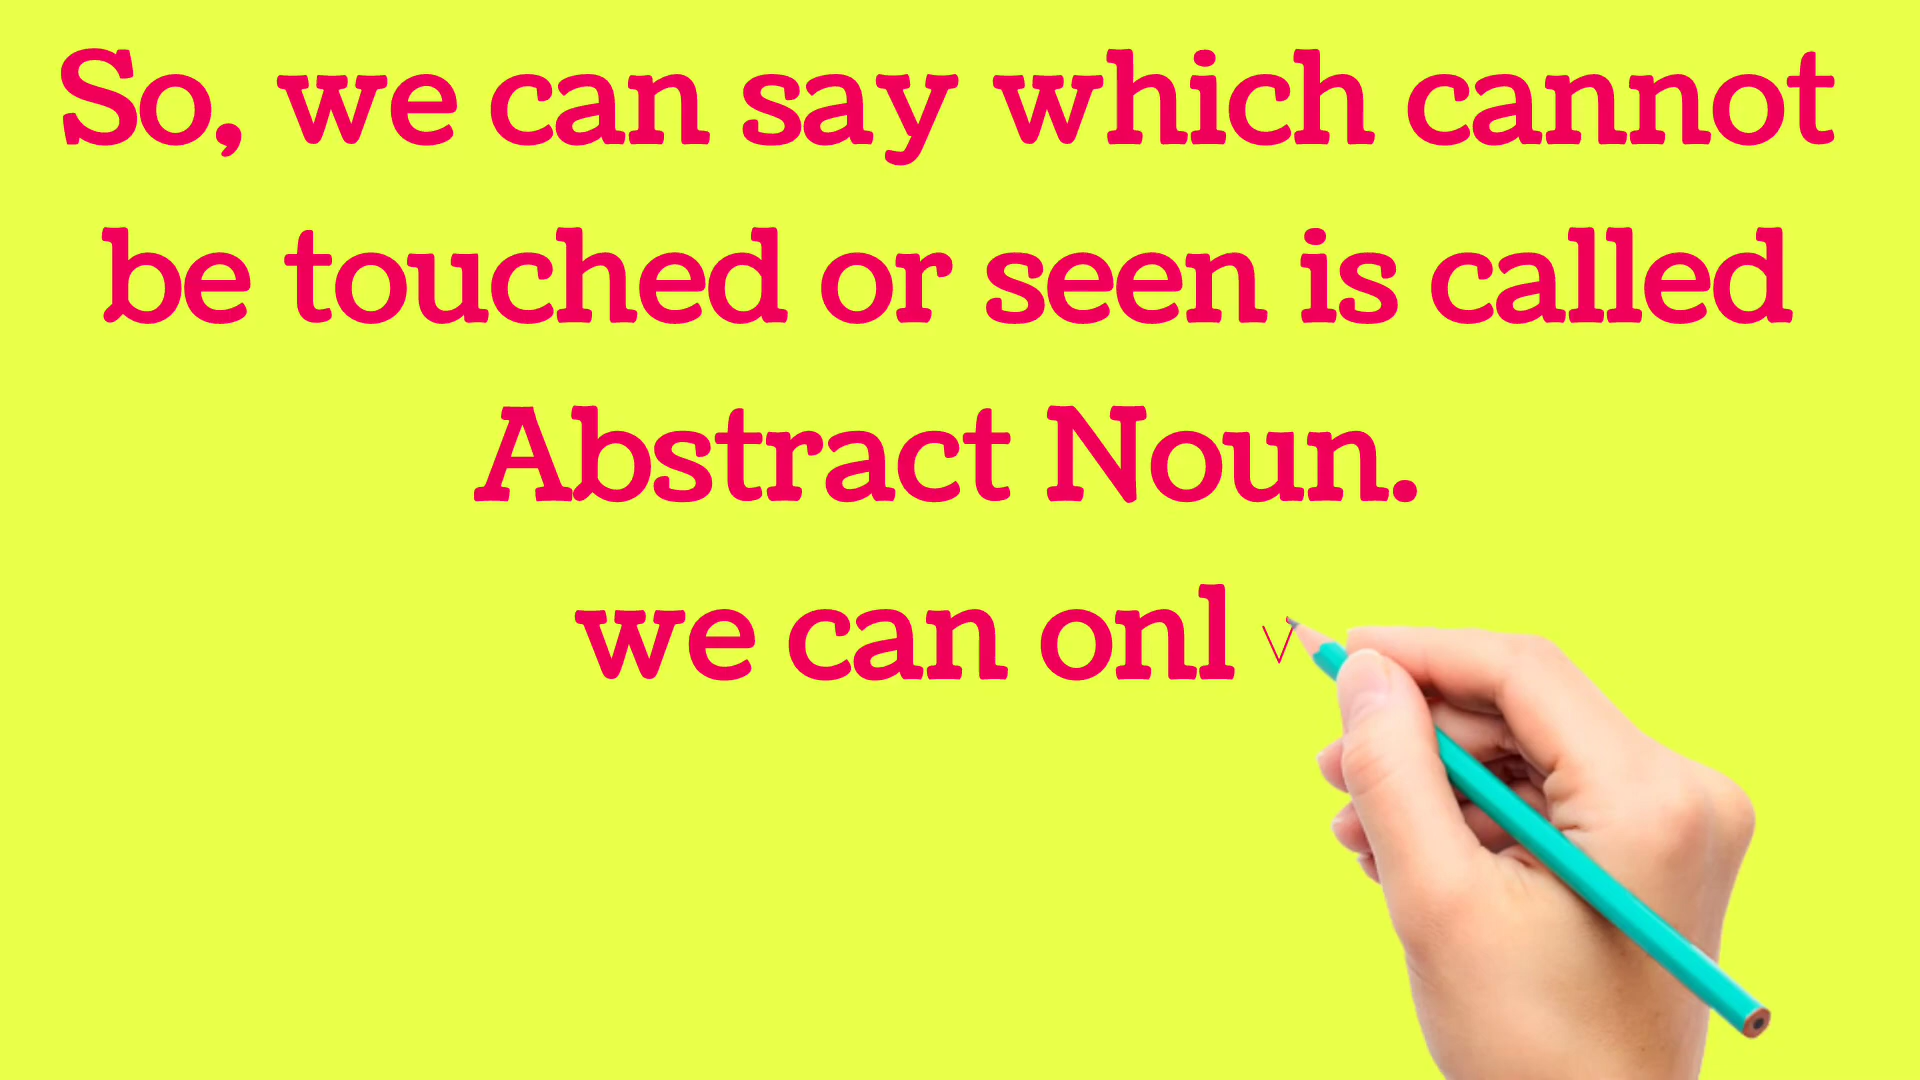 So, we can say which cannot
be touched or seen is called
Abstract Noun.
we can onl